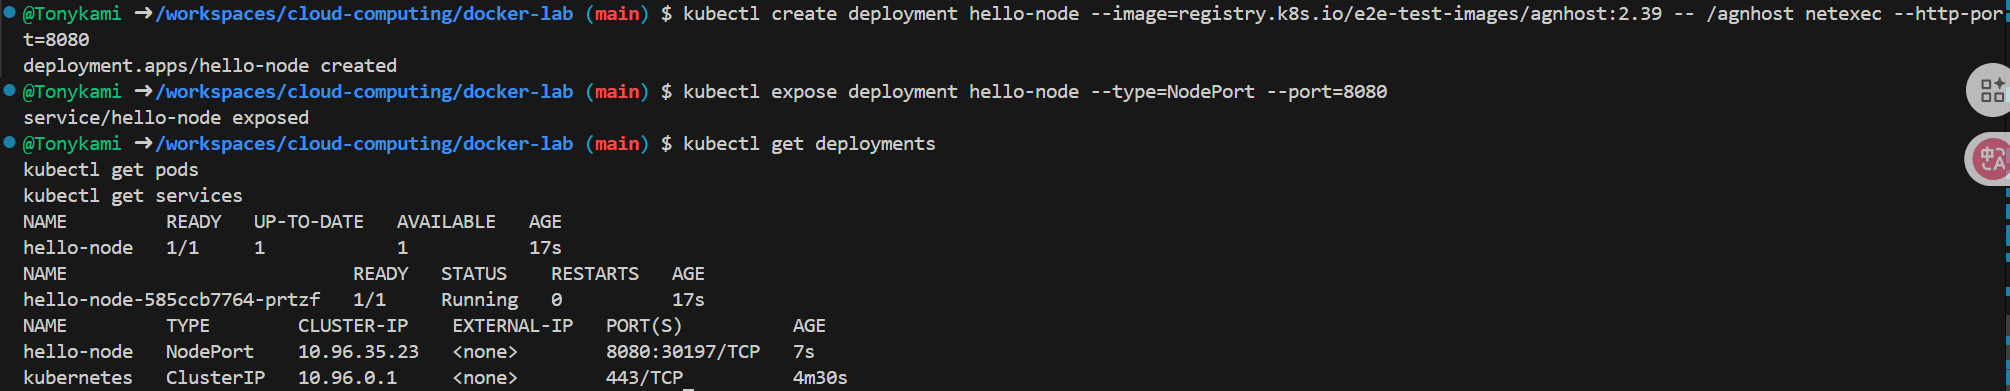 @Tonykami ➜/workspaces/cloud-computing/docker-lab (main) $ kubectl create deployment hello-node --image=registry.k8s.io/e2e-test-images/agnhost:2.39 -- /agnhost netexec --http-por
t=8080
deployment.apps/hello-node created
@Tonykami ➜/workspaces/cloud-computing/docker-lab (main) $ kubectl expose deployment hello-node --type=NodePort --port=8080
service/hello-node exposed
@Tonykami ➜/workspaces/cloud-computing/docker-lab (main) $ kubectl get deployments
kubectl get pods
kubectl get services
NAME         READY   UP-TO-DATE   AVAILABLE   AGE
hello-node   1/1     1            1           17s
NAME                          READY   STATUS    RESTARTS   AGE
hello-node-585ccb7764-prtzf   1/1     Running   0          17s
NAME         TYPE        CLUSTER-IP    EXTERNAL-IP   PORT(S)          AGE
hello-node   NodePort    10.96.35.23   <none>        8080:30197/TCP   7s
kubernetes   ClusterIP   10.96.0.1     <none>        443/TCP          4m30s
中A